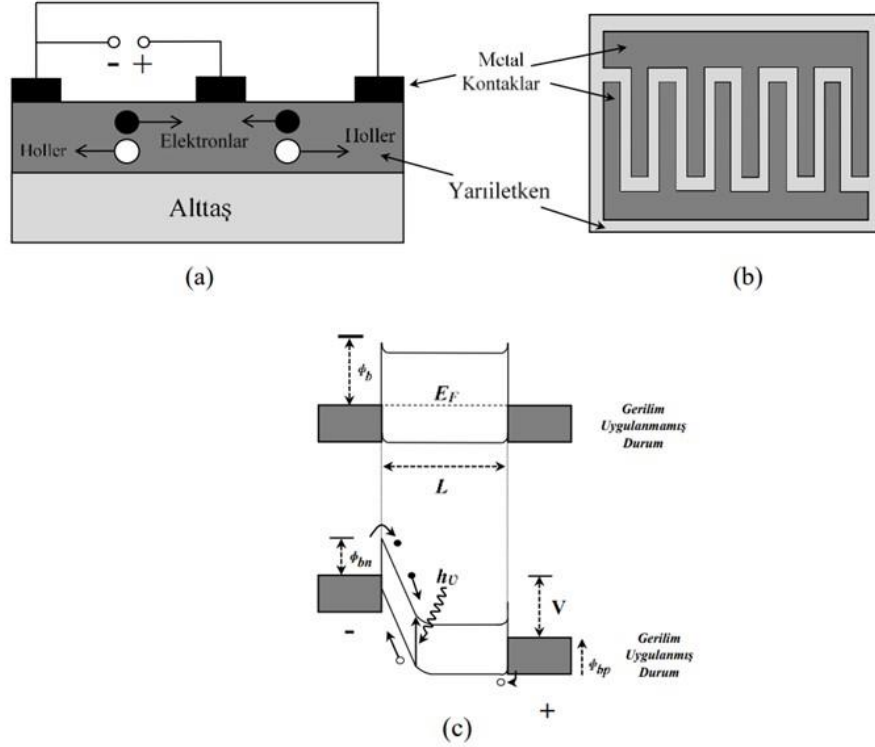 - +
Metal
Kontaklar
Holler
Elektronlar
Holler
Yarıiletken
Alttaş
(a)
(b)
ϕb
EF
Gerilim
Uygulanmamış
Durum
L
ϕbn
hυ
V
-
ϕbp
Gerilim
Uygulanmış
Durum
+
(c)